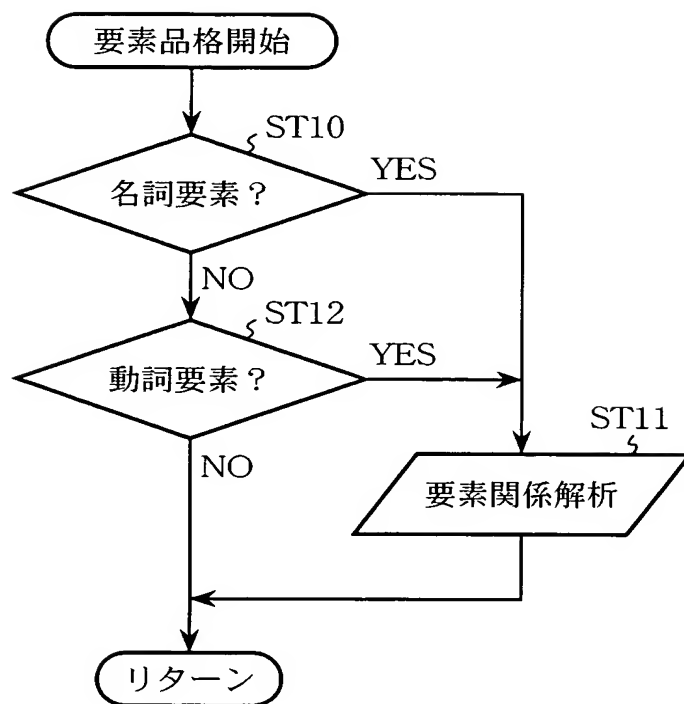 要素品格開始
ST10
名詞要素？
YES
NO
ST12
動詞要素？
YES
NO
ST11
要素関係解析
リターン